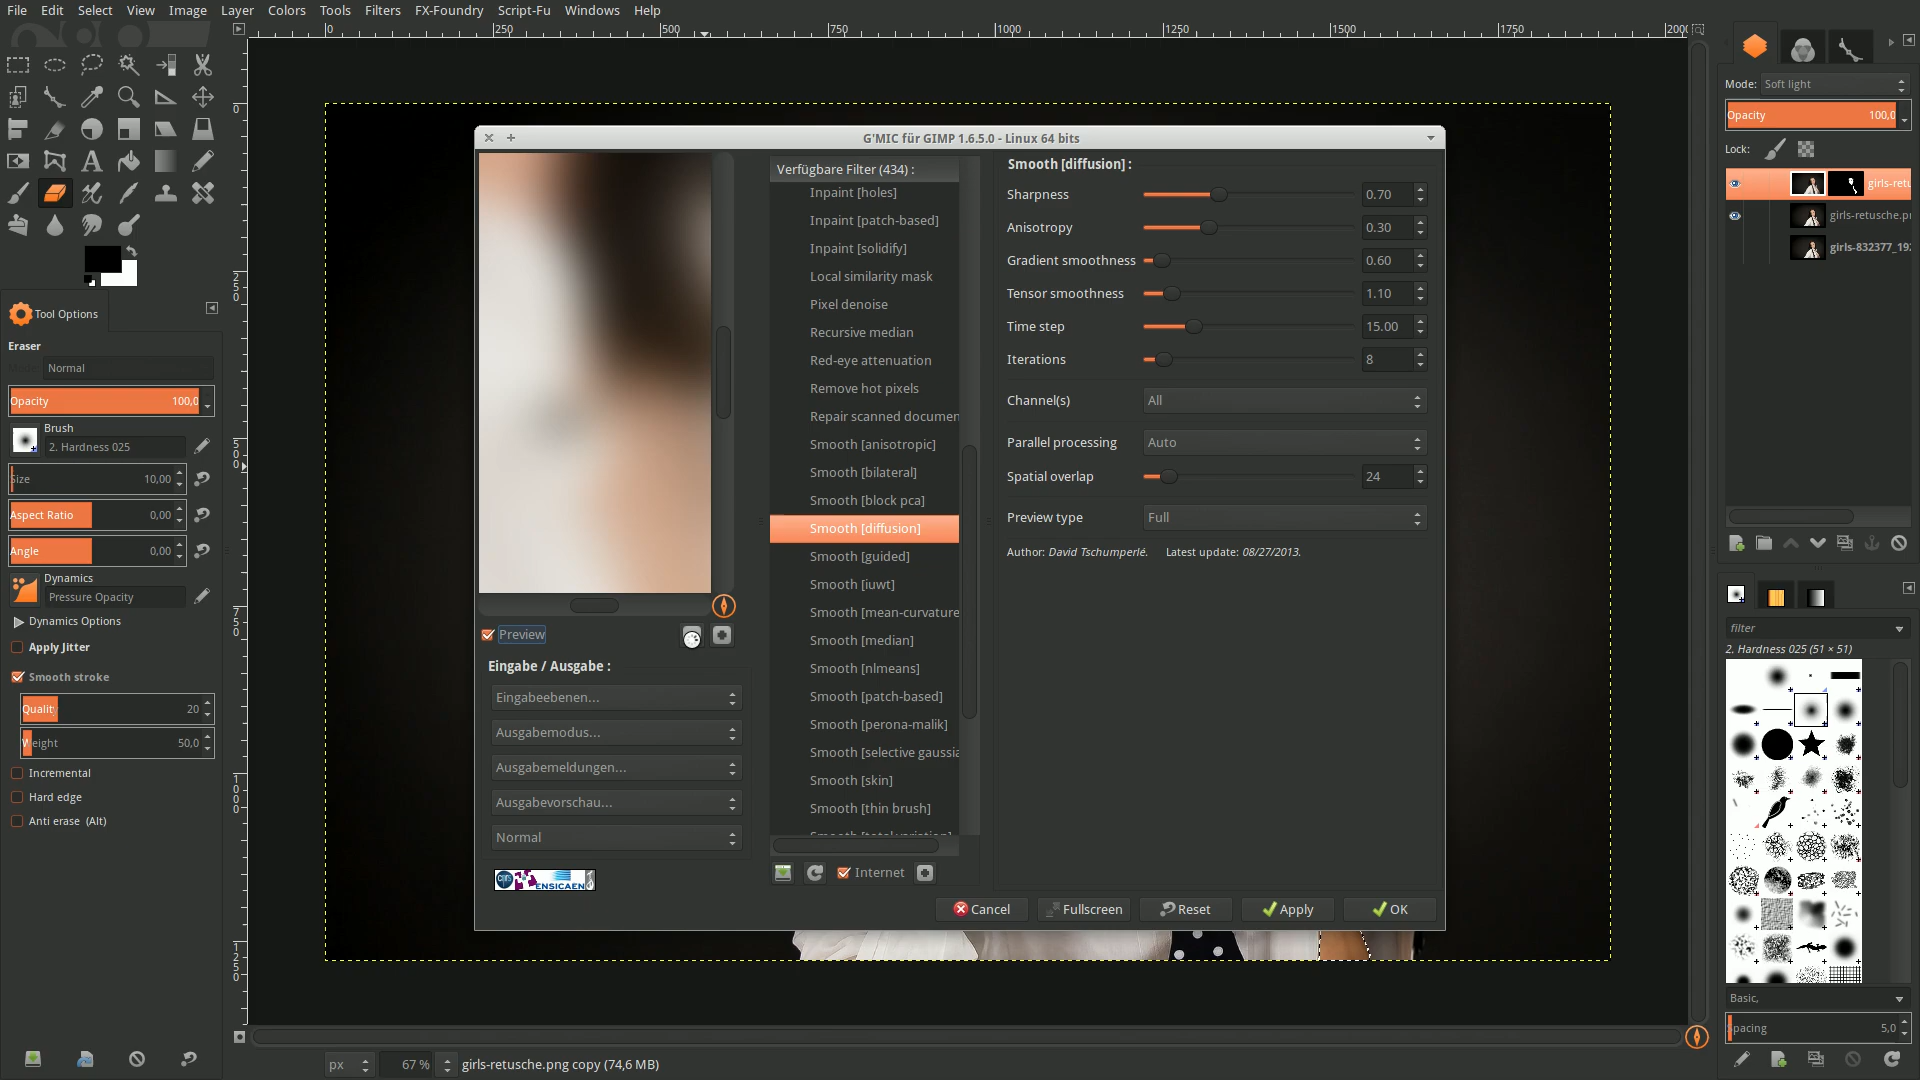 File Edit Select View Image Layer Colors Tools Filters FX-Foundry Script-Fu Windows Help
0 250 500 750 1000 1250 1500 1750
Mode: Soft light
Opacity 100,0
Lock:
girls-retusche.p
girls-832377_19
G'MIC für GIMP 1.6.5.0 - Linux 64 bits
Verfügbare Filter (434) :
Inpaint [holes]
Inpaint [patch-based]
Inpaint [solidify]
Local similarity mask
Pixel denoise
Recursive median
Red-eye attenuation
Remove hot pixels
Repair scanned documen
Smooth [anisotropic]
Smooth [bilateral]
Smooth [block pca]
Smooth [diffusion]
Smooth [guided]
Smooth [iuwt]
Smooth [mean-curvature
Smooth [median]
Smooth [nlmeans]
Smooth [patch-based]
Smooth [perona-malik]
Smooth [selective gaussia
Smooth [skin]
Smooth [thin brush]
Internet
Smooth [diffusion] :
Sharpness 0.70
Anisotropy 0.30
Gradient smoothness 0.60
Tensor smoothness 1.10
Time step 15.00
Iterations 8
Channel(s) All
Parallel processing Auto
Spatial overlap 24
Preview type Full
Author: David Tschumperlé. Latest update: 08/27/2013.
Preview
Eingabe / Ausgabe :
Eingabeebenen...
Ausgabemodus...
Ausgabemeldungen...
Ausgabevorschau...
Normal
ENSICAEN
Cancel Fullscreen Reset Apply OK
Tool Options
Eraser
Normal
Opacity 100,0
Brush
2. Hardness 025
Size 10,00
Aspect Ratio 0,00
Angle 0,00
Dynamics
Pressure Opacity
Dynamics Options
Apply Jitter
Smooth stroke
Quality 20
Weight 50,0
Incremental
Hard edge
Anti erase (Alt)
filter
2. Hardness 025 (51 × 51)
Basic,
Spacing 5,0
px 67 % girls-retusche.png copy (74,6 MB)